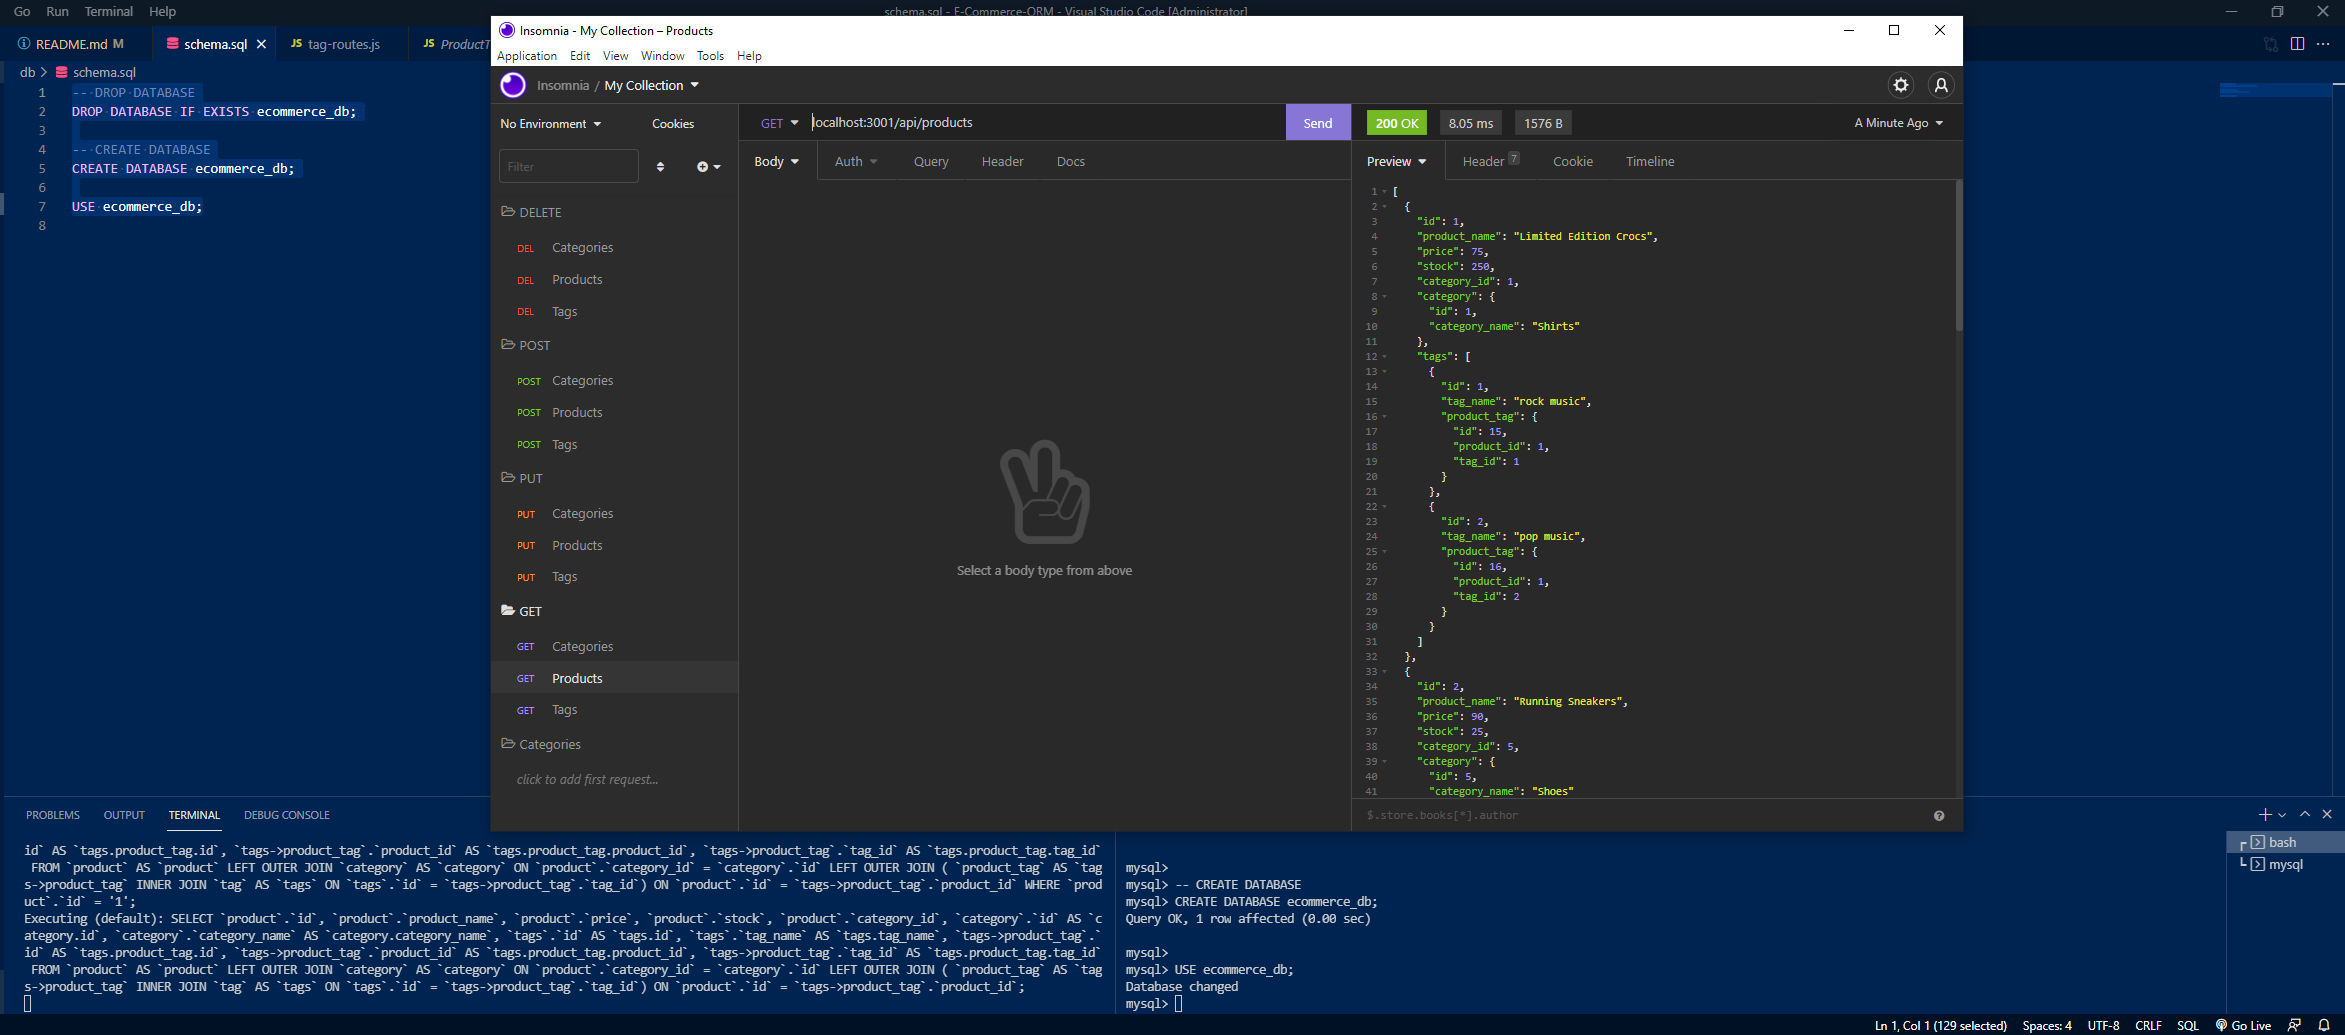 Go Run Terminal Help
schema.sql - E-Commerce-ORM - Visual Studio Code [Administrator]
README.md M
schema.sql
JS tag-routes.js
JS ProductT
db > schema.sql
1 -- DROP DATABASE
2 DROP DATABASE IF EXISTS ecommerce_db;
3
4 -- CREATE DATABASE
5 CREATE DATABASE ecommerce_db;
6
7 USE ecommerce_db;
8
Insomnia - My Collection – Products
Application Edit View Window Tools Help
Insomnia / My Collection
No Environment
Cookies
Filter
DELETE
DEL Categories
DEL Products
DEL Tags
POST
POST Categories
POST Products
POST Tags
PUT
PUT Categories
PUT Products
PUT Tags
GET
GET Categories
GET Products
GET Tags
Categories
click to add first request...
GET
localhost:3001/api/products
Send
Body Auth Query Header Docs
Select a body type from above
200 OK
8.05 ms
1576 B
A Minute Ago
Preview Header 7 Cookie Timeline
1 [
2 {
3 "id": 1,
4 "product_name": "Limited Edition Crocs",
5 "price": 75,
6 "stock": 250,
7 "category_id": 1,
8 "category": {
9 "id": 1,
10 "category_name": "Shirts"
11 },
12 "tags": [
13 {
14 "id": 1,
15 "tag_name": "rock music",
16 "product_tag": {
17 "id": 15,
18 "product_id": 1,
19 "tag_id": 1
20 }
21 },
22 {
23 "id": 2,
24 "tag_name": "pop music",
25 "product_tag": {
26 "id": 16,
27 "product_id": 1,
28 "tag_id": 2
29 }
30 }
31 ]
32 },
33 {
34 "id": 2,
35 "product_name": "Running Sneakers",
36 "price": 90,
37 "stock": 25,
38 "category_id": 5,
39 "category": {
40 "id": 5,
41 "category_name": "Shoes"
$.store.books[*].author
PROBLEMS OUTPUT TERMINAL DEBUG CONSOLE
id` AS `tags.product_tag.id`, `tags->product_tag`.`product_id` AS `tags.product_tag.product_id`, `tags->product_tag`.`tag_id` AS `tags.product_tag.tag_id`
FROM `product` AS `product` LEFT OUTER JOIN `category` AS `category` ON `product`.`category_id` = `category`.`id` LEFT OUTER JOIN ( `product_tag` AS `tag
s->product_tag` INNER JOIN `tag` AS `tags` ON `tags`.`id` = `tags->product_tag`.`tag_id`) ON `product`.`id` = `tags->product_tag`.`product_id` WHERE `prod
uct`.`id` = '1';
Executing (default): SELECT `product`.`id`, `product`.`product_name`, `product`.`price`, `product`.`stock`, `product`.`category_id`, `category`.`id` AS `c
ategory.id`, `category`.`category_name` AS `category.category_name`, `tags`.`id` AS `tags.id`, `tags`.`tag_name` AS `tags.tag_name`, `tags->product_tag`.`
id` AS `tags.product_tag.id`, `tags->product_tag`.`product_id` AS `tags.product_tag.product_id`, `tags->product_tag`.`tag_id` AS `tags.product_tag.tag_id`
FROM `product` AS `product` LEFT OUTER JOIN `category` AS `category` ON `product`.`category_id` = `category`.`id` LEFT OUTER JOIN ( `product_tag` AS `tag
s->product_tag` INNER JOIN `tag` AS `tags` ON `tags`.`id` = `tags->product_tag`.`tag_id`) ON `product`.`id` = `tags->product_tag`.`product_id`;
mysql>
mysql> -- CREATE DATABASE
mysql> CREATE DATABASE ecommerce_db;
Query OK, 1 row affected (0.00 sec)
mysql>
mysql> USE ecommerce_db;
Database changed
mysql>
bash
mysql
Ln 1, Col 1 (129 selected) Spaces: 4 UTF-8 CRLF SQL Go Live